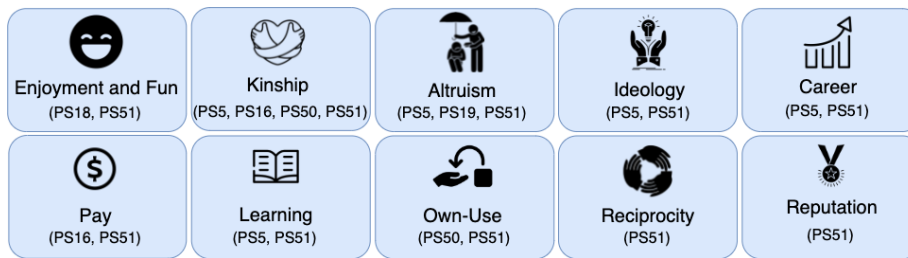 Enjoyment and Fun
(PS18, PS51)
Kinship
(PS5, PS16, PS50, PS51)
Altruism
(PS5, PS19, PS51)
Ideology
(PS5, PS51)
Career
(PS5, PS51)
$
Pay
(PS16, PS51)
Learning
(PS5, PS51)
Own-Use
(PS50, PS51)
Reciprocity
(PS51)
Reputation
(PS51)